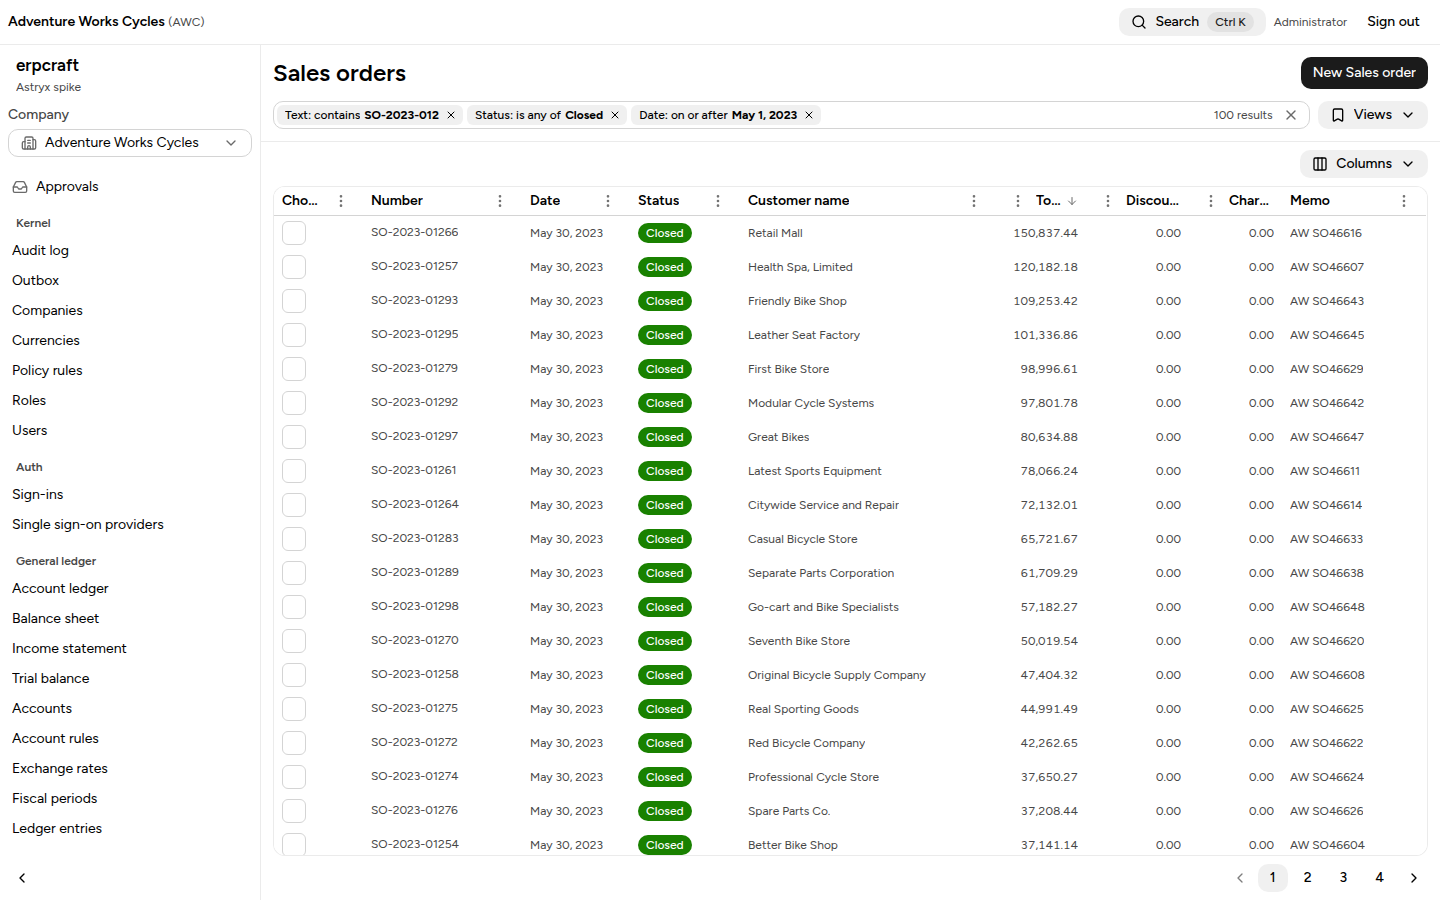 Adventure Works Cycles (AWC)
Search Ctrl K Administrator Sign out
erpcraft
Astryx spike
Company
Adventure Works Cycles
Approvals
Kernel
Audit log
Outbox
Companies
Currencies
Policy rules
Roles
Users
Auth
Sign-ins
Single sign-on providers
General ledger
Account ledger
Balance sheet
Income statement
Trial balance
Accounts
Account rules
Exchange rates
Fiscal periods
Ledger entries
Sales orders
New Sales order
Text: contains SO-2023-012 Status: is any of Closed Date: on or after May 1, 2023 100 results
Views
Columns
Cho... Number Date Status Customer name To... Discou... Char... Memo
SO-2023-01266 May 30, 2023 Closed Retail Mall 150,837.44 0.00 0.00 AW SO46616
SO-2023-01257 May 30, 2023 Closed Health Spa, Limited 120,182.18 0.00 0.00 AW SO46607
SO-2023-01293 May 30, 2023 Closed Friendly Bike Shop 109,253.42 0.00 0.00 AW SO46643
SO-2023-01295 May 30, 2023 Closed Leather Seat Factory 101,336.86 0.00 0.00 AW SO46645
SO-2023-01279 May 30, 2023 Closed First Bike Store 98,996.61 0.00 0.00 AW SO46629
SO-2023-01292 May 30, 2023 Closed Modular Cycle Systems 97,801.78 0.00 0.00 AW SO46642
SO-2023-01297 May 30, 2023 Closed Great Bikes 80,634.88 0.00 0.00 AW SO46647
SO-2023-01261 May 30, 2023 Closed Latest Sports Equipment 78,066.24 0.00 0.00 AW SO46611
SO-2023-01264 May 30, 2023 Closed Citywide Service and Repair 72,132.01 0.00 0.00 AW SO46614
SO-2023-01283 May 30, 2023 Closed Casual Bicycle Store 65,721.67 0.00 0.00 AW SO46633
SO-2023-01289 May 30, 2023 Closed Separate Parts Corporation 61,709.29 0.00 0.00 AW SO46638
SO-2023-01298 May 30, 2023 Closed Go-cart and Bike Specialists 57,182.27 0.00 0.00 AW SO46648
SO-2023-01270 May 30, 2023 Closed Seventh Bike Store 50,019.54 0.00 0.00 AW SO46620
SO-2023-01258 May 30, 2023 Closed Original Bicycle Supply Company 47,404.32 0.00 0.00 AW SO46608
SO-2023-01275 May 30, 2023 Closed Real Sporting Goods 44,991.49 0.00 0.00 AW SO46625
SO-2023-01272 May 30, 2023 Closed Red Bicycle Company 42,262.65 0.00 0.00 AW SO46622
SO-2023-01274 May 30, 2023 Closed Professional Cycle Store 37,650.27 0.00 0.00 AW SO46624
SO-2023-01276 May 30, 2023 Closed Spare Parts Co. 37,208.44 0.00 0.00 AW SO46626
SO-2023-01254 May 30, 2023 Closed Better Bike Shop 37,141.14 0.00 0.00 AW SO46604
1 2 3 4